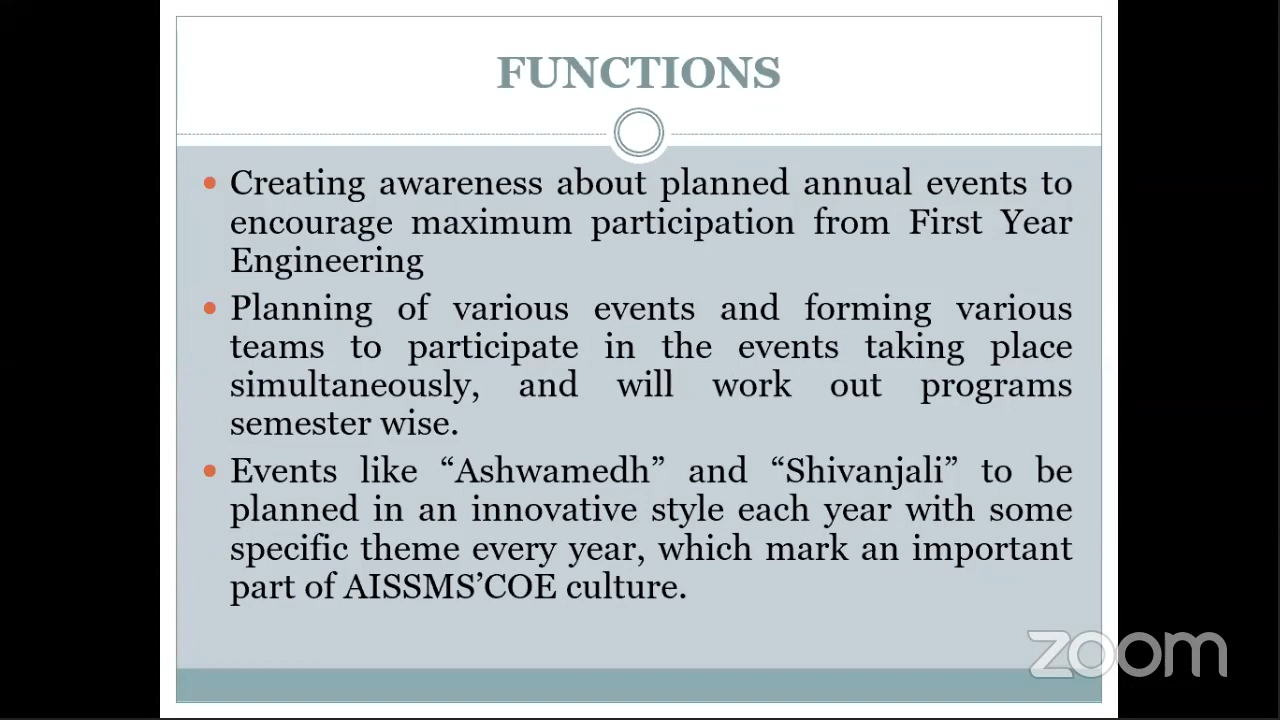 FUNCTIONS
• Creating awareness about planned annual events to
encourage maximum participation from First Year
Engineering
• Planning of various events and forming various
teams to participate in the events taking place
simultaneously, and will work out programs
semester wise.
• Events like “Ashwamedh” and “Shivanjali” to be
planned in an innovative style each year with some
specific theme every year, which mark an important
part of AISSMS’COE culture.
zoom